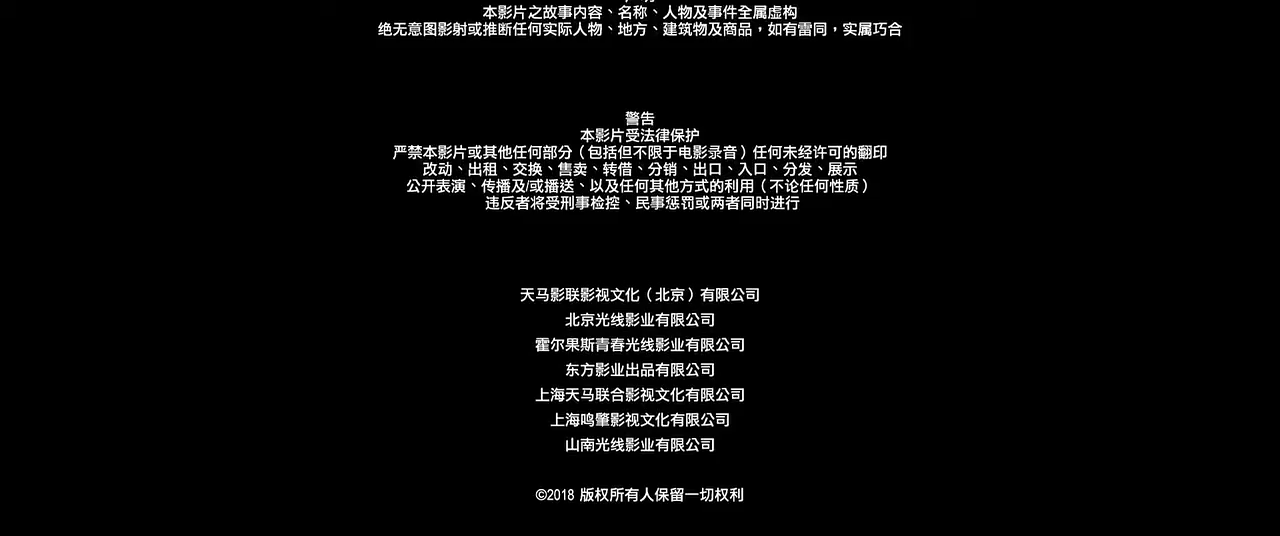 本影片之故事内容、名称、人物及事件全属虚构
绝无意图影射或推断任何实际人物、地方、建筑物及商品，如有雷同，实属巧合
警告
本影片受法律保护
严禁本影片或其他任何部分（包括但不限于电影录音）任何未经许可的翻印
改动、出租、交换、售卖、转借、分销、出口、入口、分发、展示
公开表演、传播及/或播送、以及任何其他方式的利用（不论任何性质）
违反者将受刑事检控、民事惩罚或两者同时进行
天马影联影视文化（北京）有限公司
北京光线影业有限公司
霍尔果斯青春光线影业有限公司
东方影业出品有限公司
上海天马联合影视文化有限公司
上海鸣肇影视文化有限公司
山南光线影业有限公司
©2018 版权所有人保留一切权利